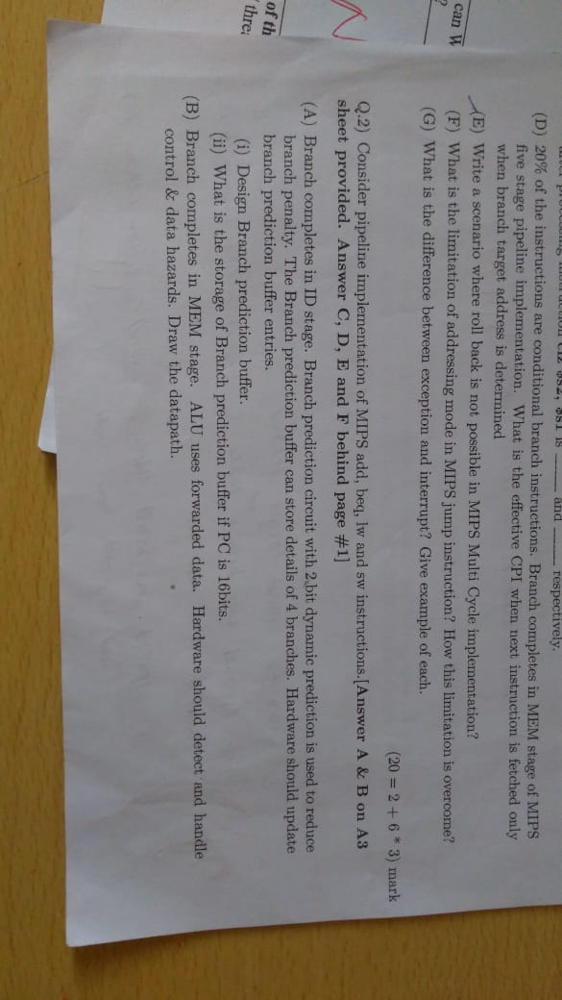 and ____ respectively.
(D) 20% of the instructions are conditional branch instructions. Branch completes in MEM stage of MIPS
five stage pipeline implementation. What is the effective CPI when next instruction is fetched only
when branch target address is determined
(E) Write a scenario where roll back is not possible in MIPS Multi Cycle implementation?
(F) What is the limitation of addressing mode in MIPS jump instruction? How this limitation is overcome?
(G) What is the difference between exception and interrupt? Give example of each.
(20 = 2 + 6 * 3) mark
Q.2) Consider pipeline implementation of MIPS add, beq, lw and sw instructions.[Answer A & B on A3
sheet provided. Answer C, D, E and F behind page #1]
(A) Branch completes in ID stage. Branch prediction circuit with 2 bit dynamic prediction is used to reduce
branch penalty. The Branch prediction buffer can store details of 4 branches. Hardware should update
branch prediction buffer entries.
(i) Design Branch prediction buffer.
(ii) What is the storage of Branch prediction buffer if PC is 16bits.
(B) Branch completes in MEM stage. ALU uses forwarded data. Hardware should detect and handle
control & data hazards. Draw the datapath.
can W
?
of th